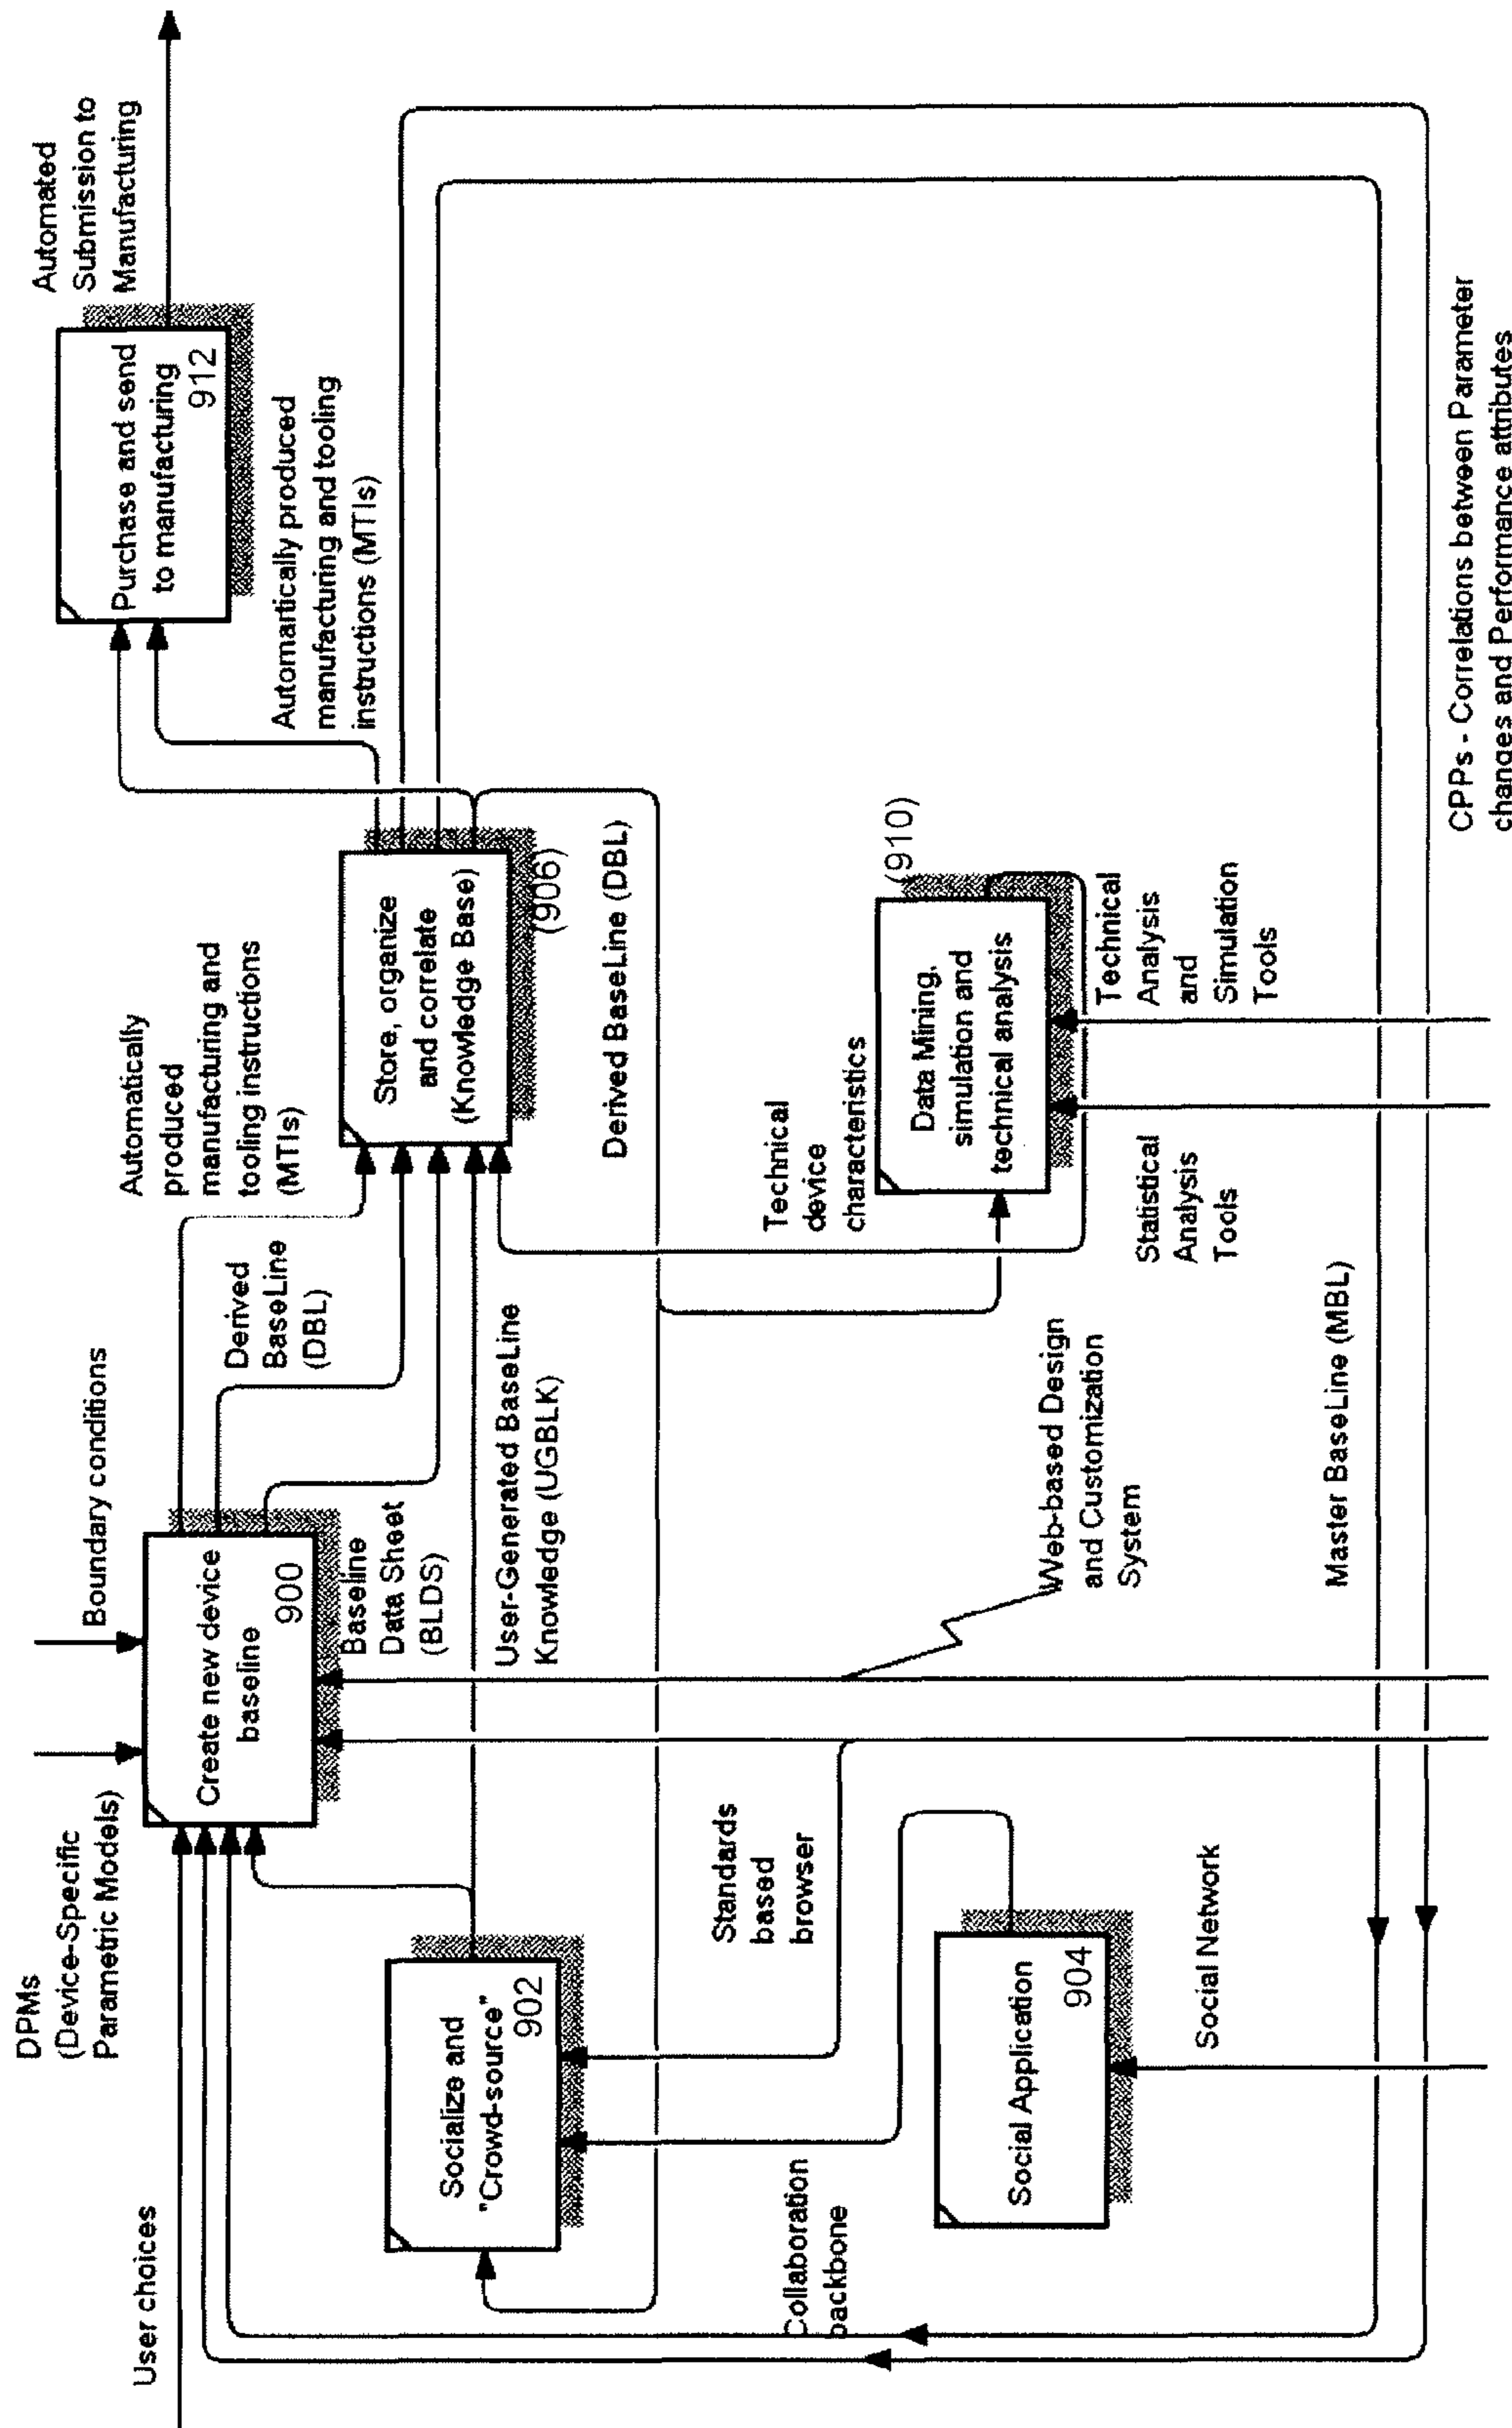 User choices
DPMs
(Device-Specific
Parametric Models)
Boundary conditions
Create new device
baseline
900
Automatically
produced
manufacturing and
tooling instructions
(MTIs)
Derived
BaseLine
(DBL)
Baseline
Data Sheet
(BLDS)
User-Generated BaseLine
Knowledge (UGBLK)
Automated
Submission to
Manufacturing
Purchase and send
to manufacturing
912
Automartically produced
manufacturing and tooling
instructions (MTIs)
Store, organize
and correlate
(Knowledge Base)
(906)
Derived BaseLine (DBL)
Socialize and
"Crowd-source"
902
Standards
based
browser
Collaboration
backbone
Social Application
904
Social Network
Web-based Design
and Customization
System
Technical
device
characteristics
(910)
Data Mining,
simulation and
technical analysis
Statistical
Analysis
Tools
Technical
Analysis
and
Simulation
Tools
Master BaseLine (MBL)
CPPs - Correlations between Parameter
changes and Performance attributes